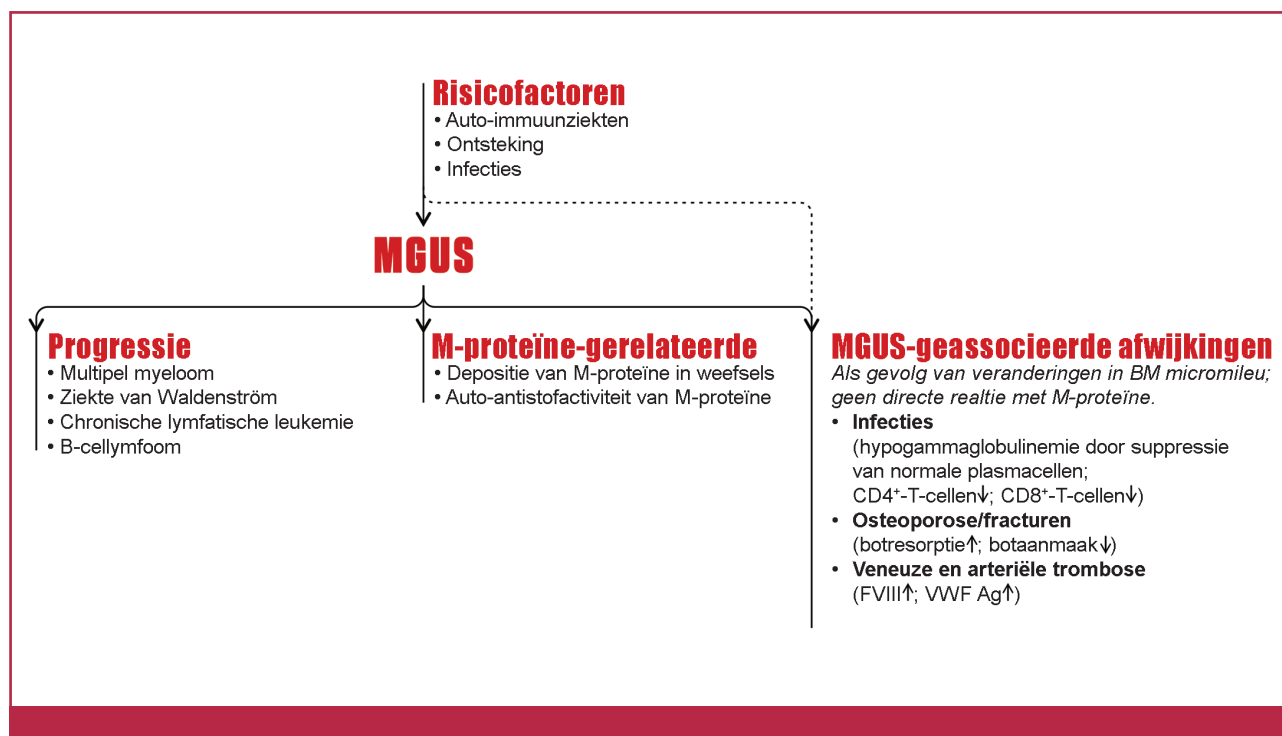 Risicofactoren
• Auto-immuunziekten
• Ontsteking
• Infecties
MGUS
Progressie
• Multipel myeloom
• Ziekte van Waldenström
• Chronische lymfatische leukemie
• B-cellymfoom
M-proteïne-gerelateerde
• Depositie van M-proteïne in weefsels
• Auto-antistofactiviteit van M-proteïne
MGUS-geassocieerde afwijkingen
Als gevolg van veranderingen in BM micromileu;
geen directe realtie met M-proteïne.
• Infecties
(hypogammaglobulinemie door suppressie
van normale plasmacellen;
CD4⁺-T-cellen↓; CD8⁺-T-cellen↓)
• Osteoporose/fracturen
(botresorptie↑; botaanmaak↓)
• Veneuze en arteriële trombose
(FVIII↑; VWF Ag↑)